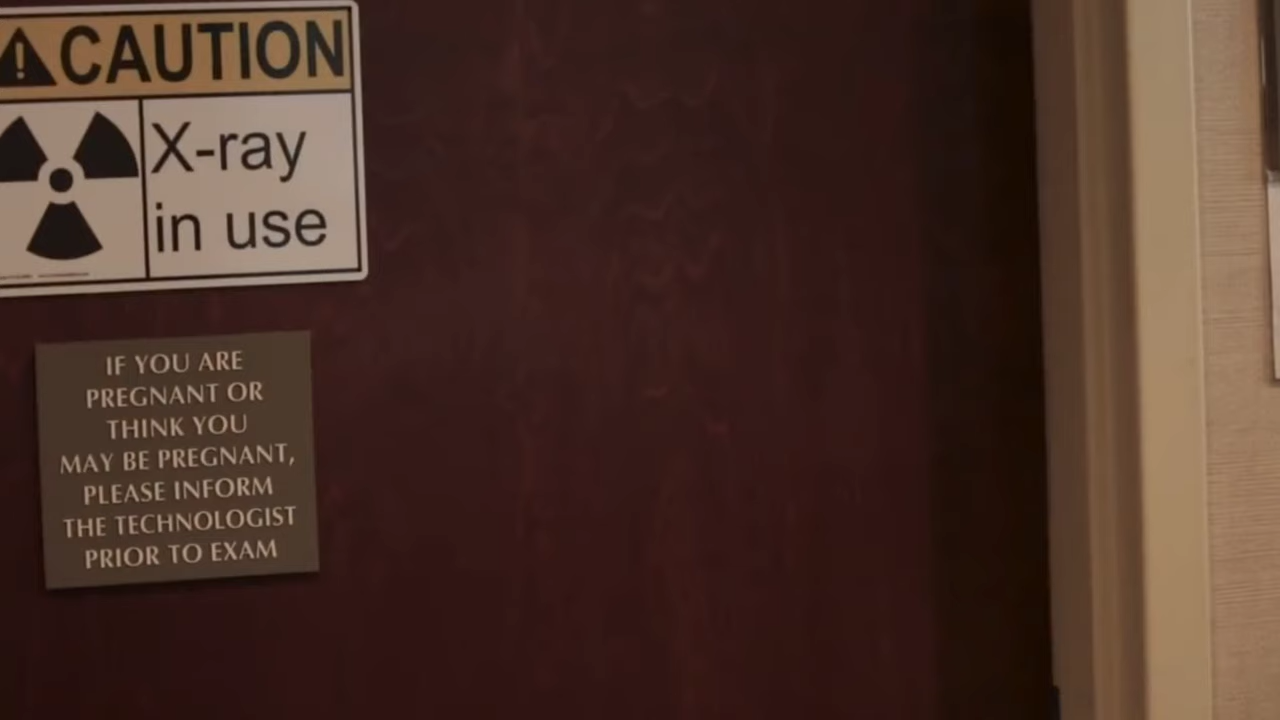 CAUTION
X-ray
in use
IF YOU ARE
PREGNANT OR
THINK YOU
MAY BE PREGNANT,
PLEASE INFORM
THE TECHNOLOGIST
PRIOR TO EXAM